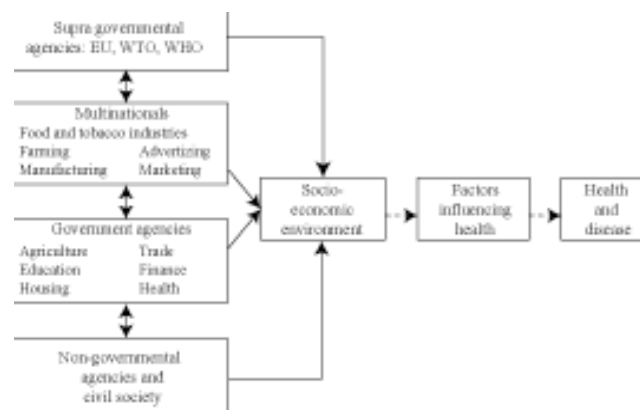 Supra governmental
agencies: EU, WTO, WHO
Multinationals
Food and tobacco industries
Farming Advertizing
Manufacturing Marketing
Government agencies
Agriculture Trade
Education Finance
Housing Health
Non-governmental
agencies and
civil society
Socio-
economic
environment
Factors
influencing
health
Health
and
disease